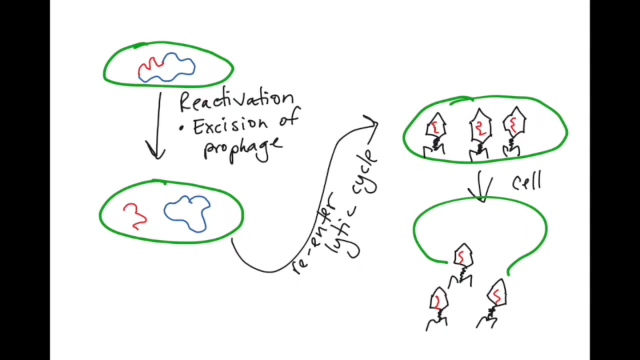 Reactivation
• Excision of
prophage
re-enter
lytic cycle
cell